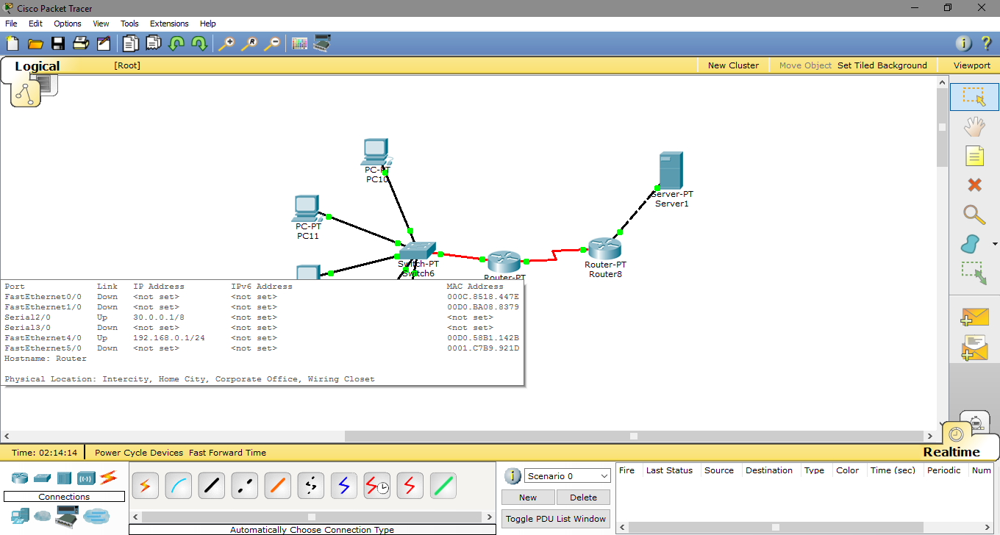 Cisco Packet Tracer
File Edit Options View Tools Extensions Help
Logical [Root] New Cluster Move Object Set Tiled Background Viewport
PC-PT
PC10
Server-PT
Server1
PC-PT
PC11
Switch-PT
Switch6
Router-PT
Router-PT
Router8
Port Link IP Address IPv6 Address MAC Address
FastEthernet0/0 Down <not set> <not set> 000C.8518.447E
FastEthernet1/0 Down <not set> <not set> 00D0.BA08.8379
Serial2/0 Up 30.0.0.1/8 <not set> <not set>
Serial3/0 Down <not set> <not set> <not set>
FastEthernet4/0 Up 192.168.0.1/24 <not set> 00D0.58B1.142B
FastEthernet5/0 Down <not set> <not set> 0001.C7B9.921D
Hostname: Router
Physical Location: Intercity, Home City, Corporate Office, Wiring Closet
Time: 02:14:14 Power Cycle Devices Fast Forward Time Realtime
Connections
Automatically Choose Connection Type
Scenario 0
New Delete
Toggle PDU List Window
Fire Last Status Source Destination Type Color Time (sec) Periodic Num